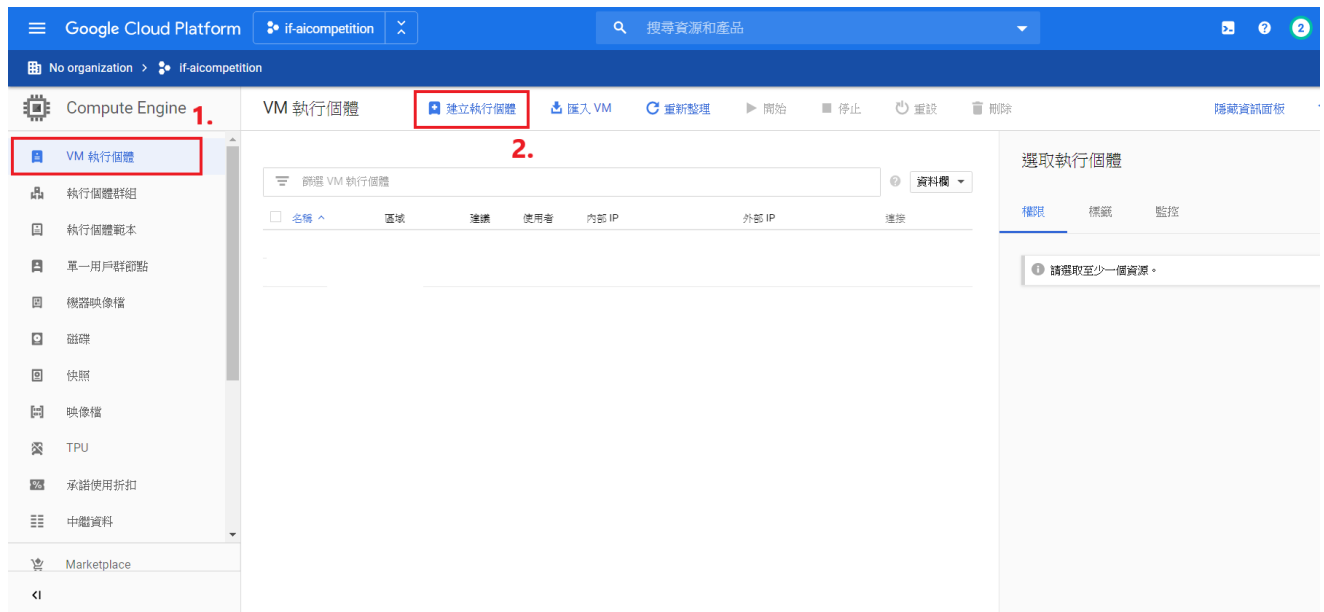 Google Cloud Platform if-aicompetition 搜尋資源和產品 2
No organization > if-aicompetition
Compute Engine 1.
VM 執行個體 建立執行個體 匯入 VM 重新整理 開始 停止 重設 刪除 隱藏資訊面板
2.
VM 執行個體
執行個體群組
執行個體範本
單一用戶群節點
機器映像檔
磁碟
快照
映像檔
TPU
承諾使用折扣
中繼資料
Marketplace
篩選 VM 執行個體 資料欄
名稱 區域 建議 使用者 內部 IP 外部 IP 連接
選取執行個體
權限 標籤 監控
請選取至少一個資源。